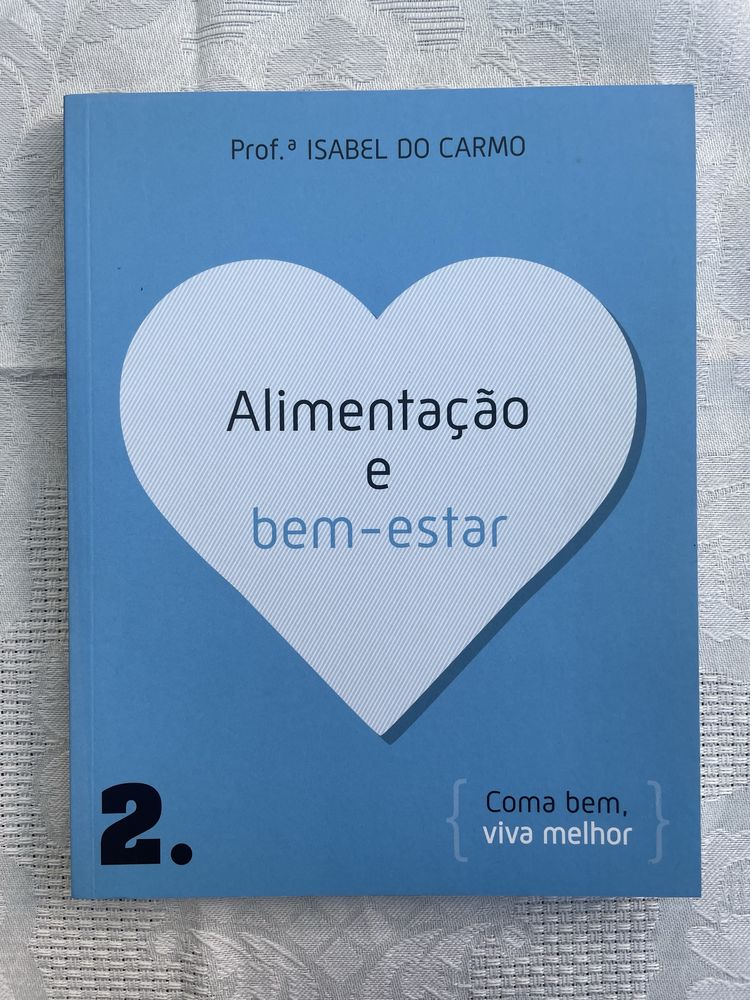 Prof.ª ISABEL DO CARMO
Alimentação
e
bem-estar
2.
{ Coma bem,
viva melhor }